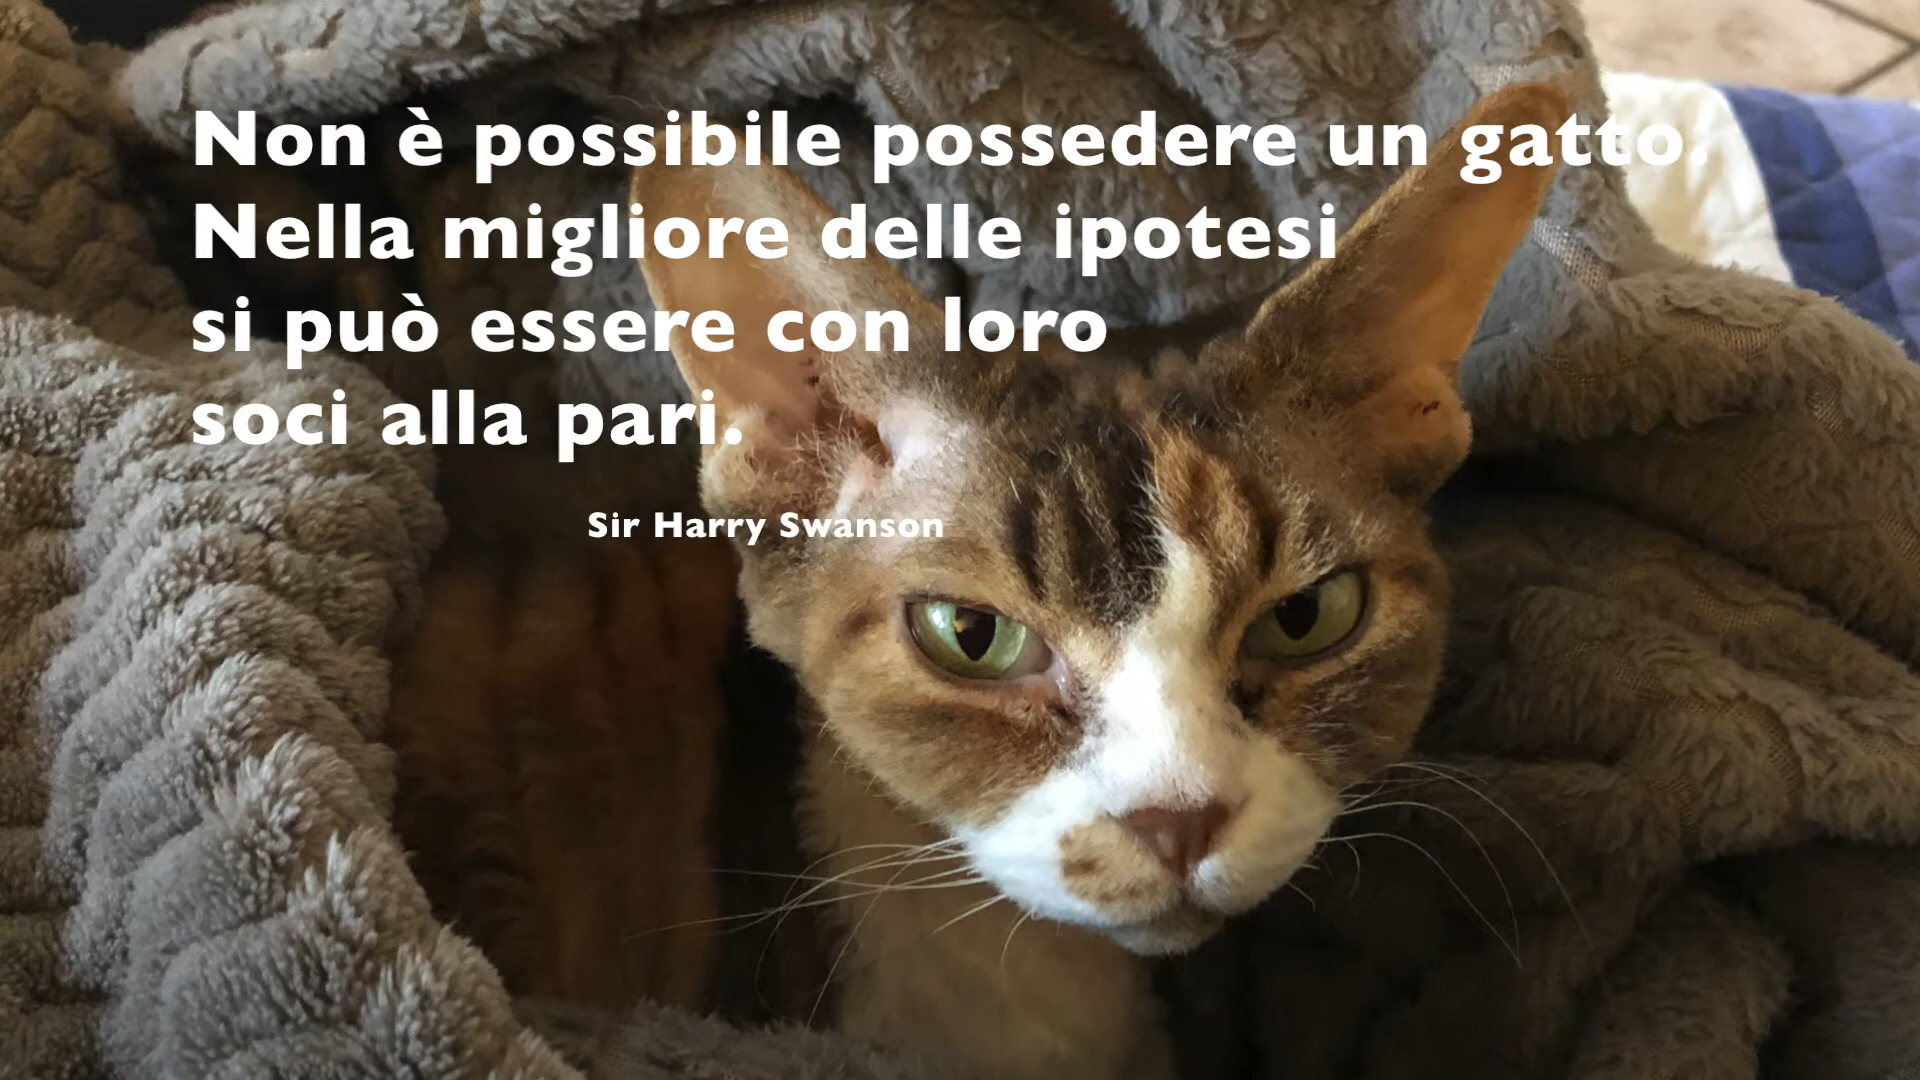 Non è possibile possedere un gatto.
Nella migliore delle ipotesi
si può essere con loro
soci alla pari.
Sir Harry Swanson